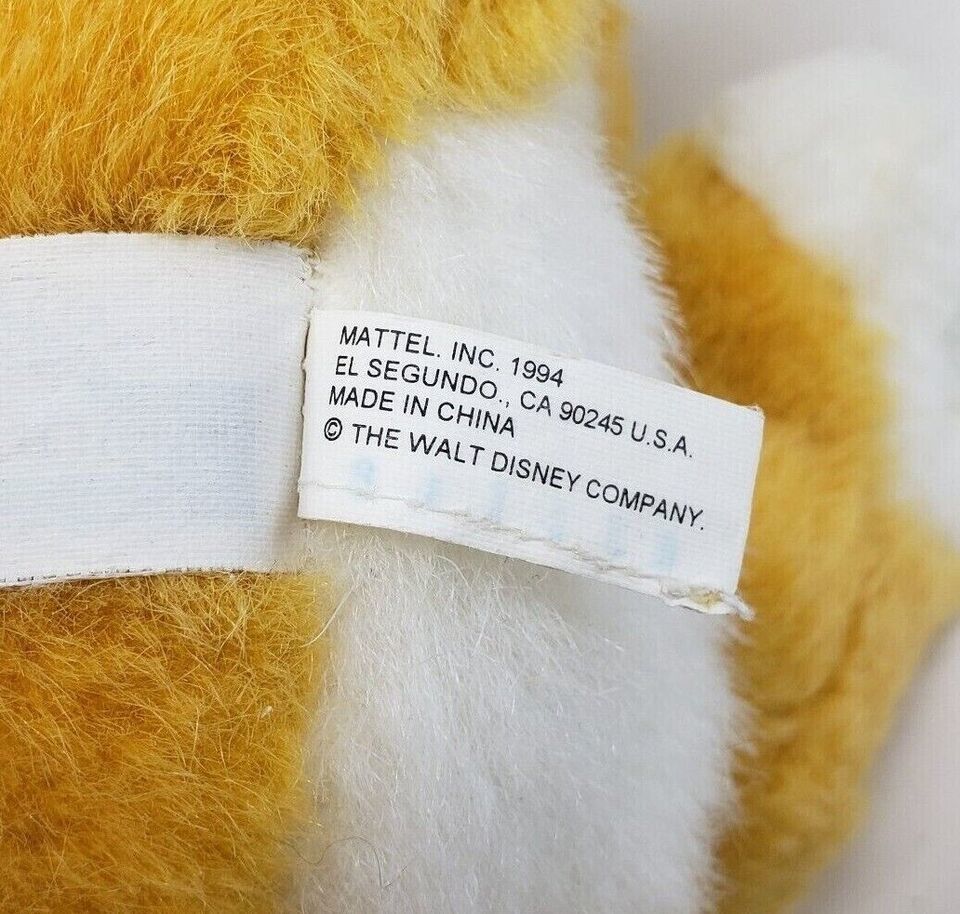 MATTEL. INC. 1994
EL SEGUNDO., CA 90245 U.S.A.
MADE IN CHINA
© THE WALT DISNEY COMPANY.